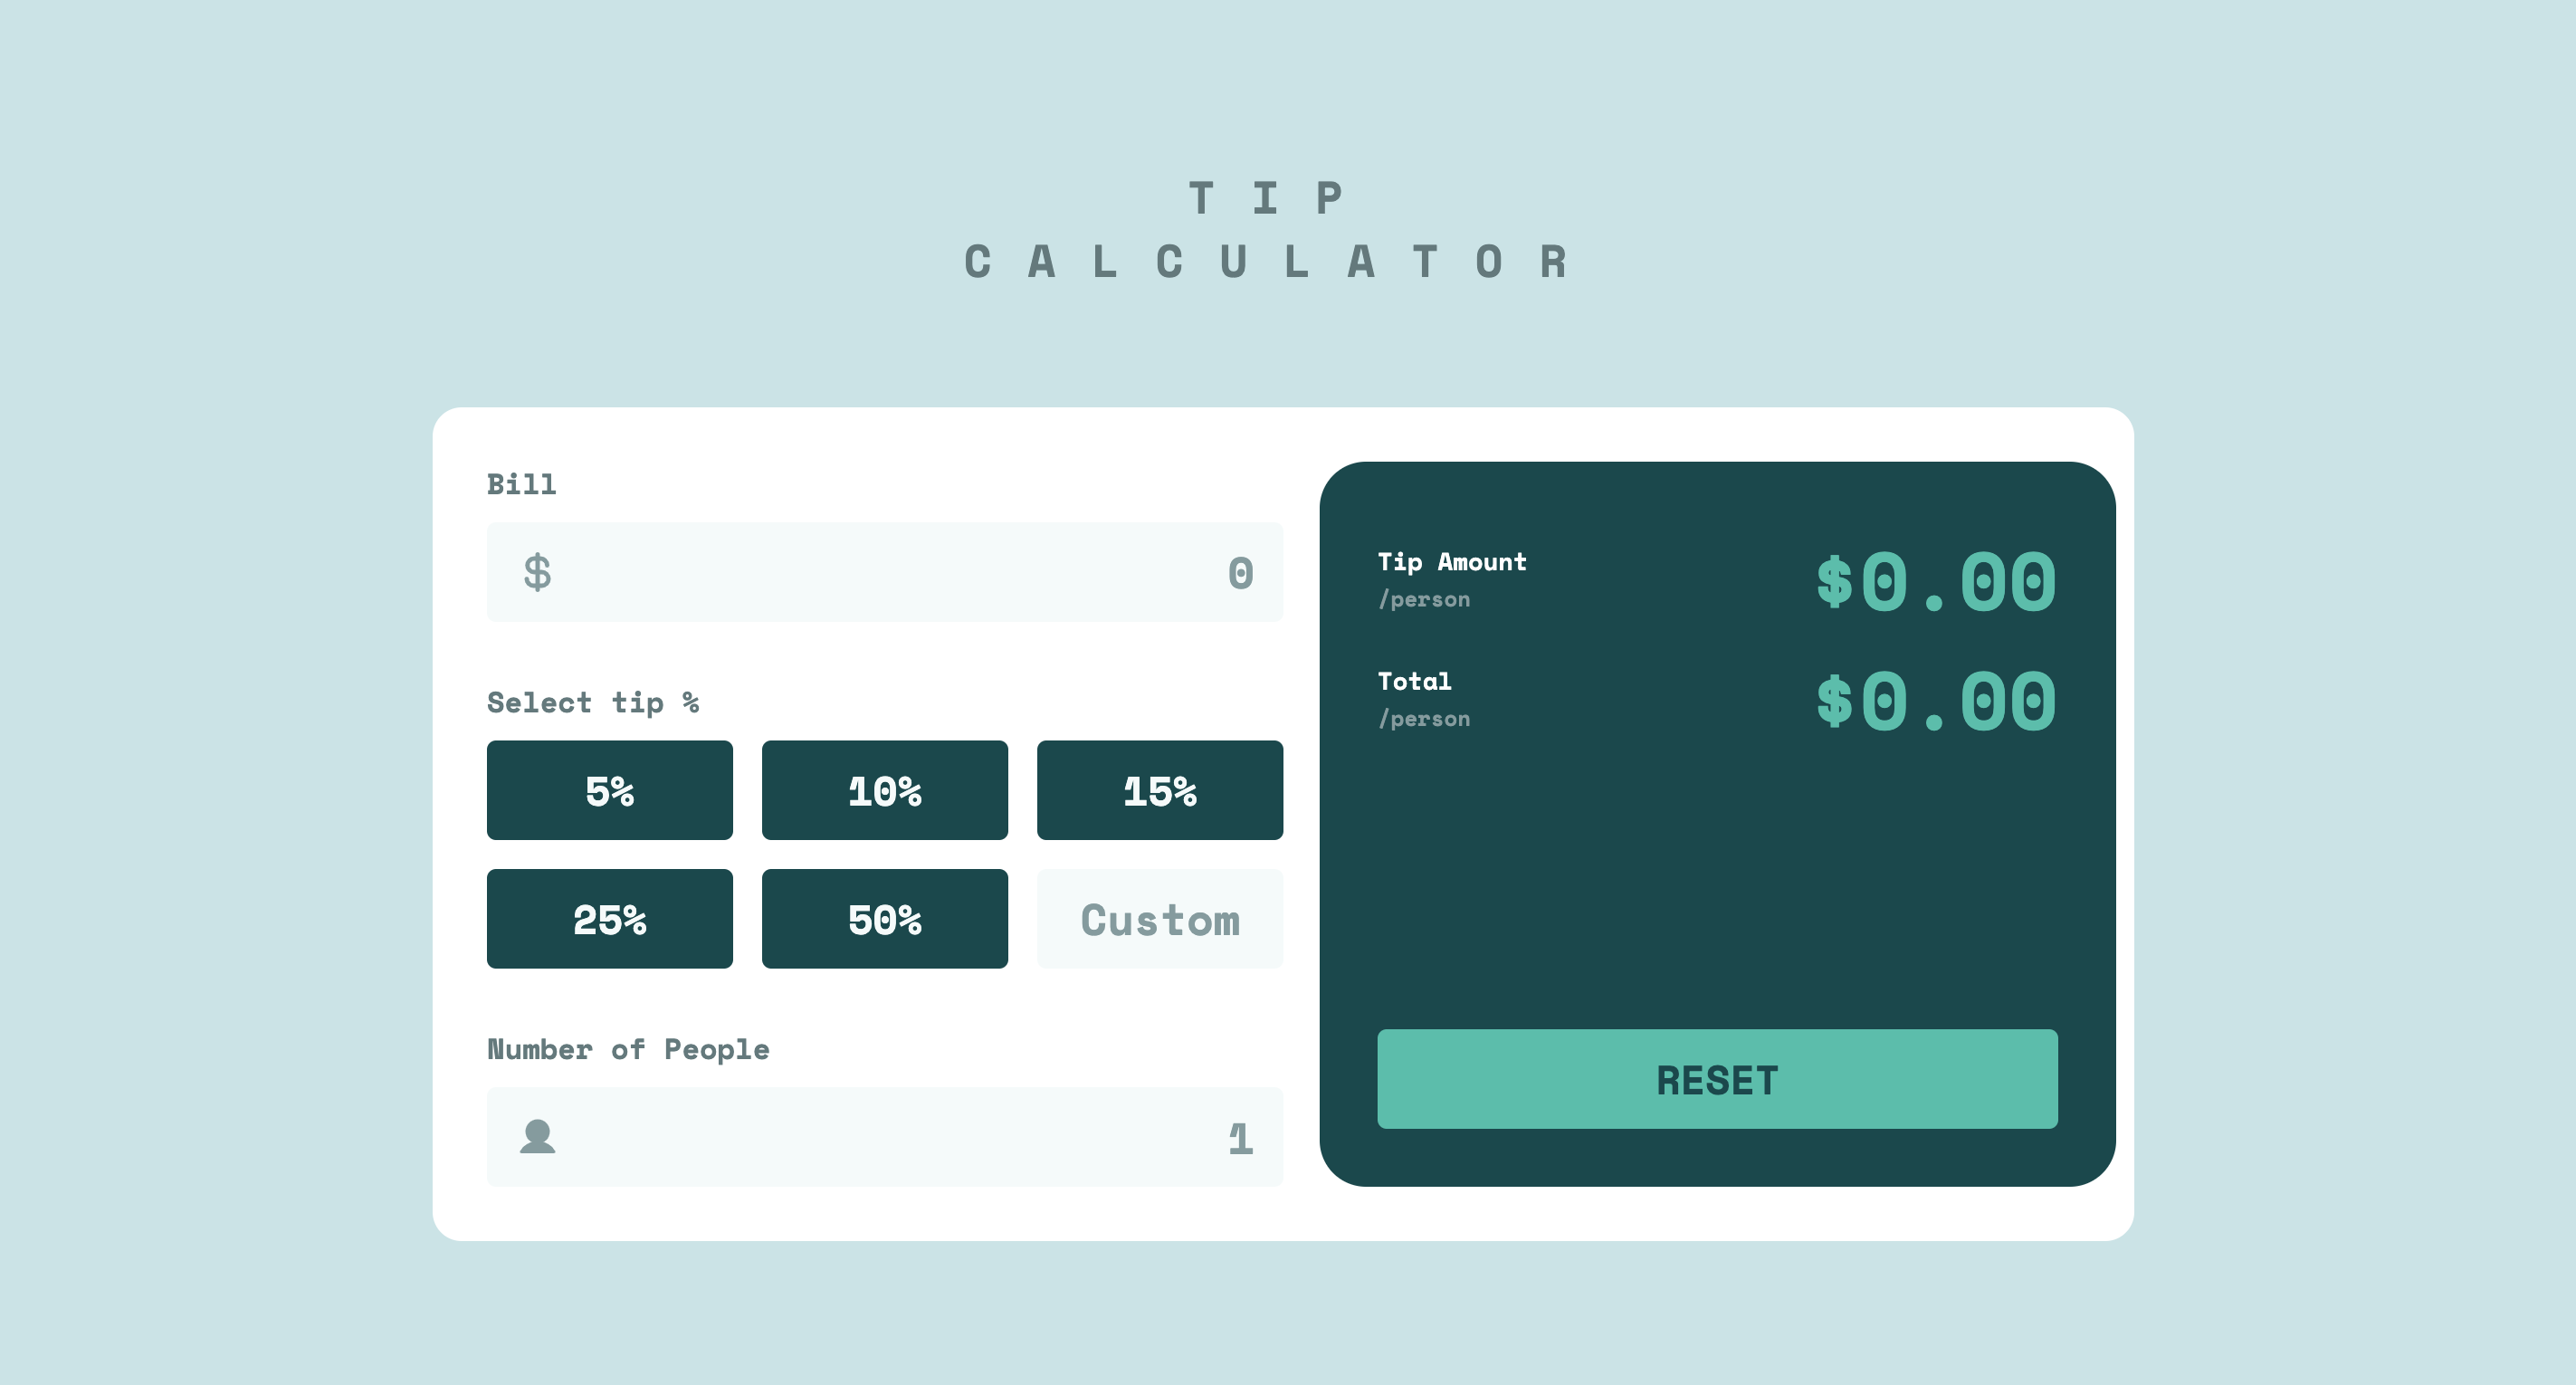 T I P
C A L C U L A T O R
Bill
$ 0
Select tip %
5% 10% 15%
25% 50% Custom
Number of People
1
Tip Amount
/person
$0.00
Total
/person
$0.00
RESET